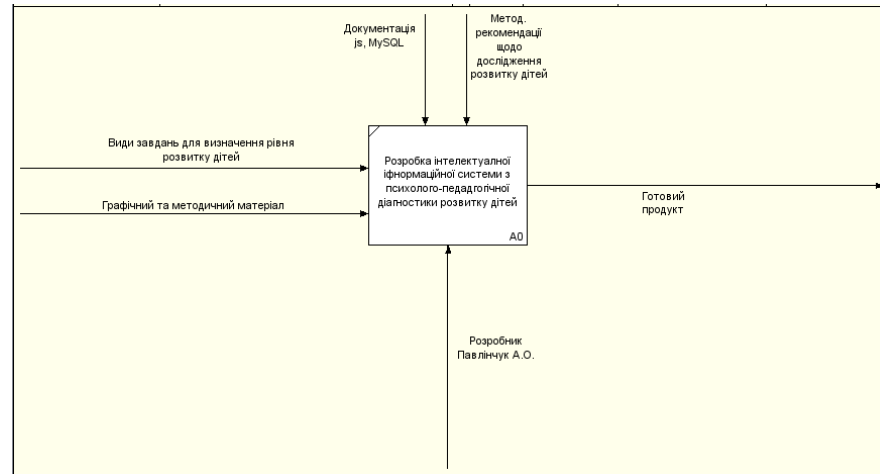 Документація
js, MySQL
Метод.
рекомендації
щодо
дослідження
розвитку дітей
Види завдань для визначення рівня
розвитку дітей
Графічний та методичний матеріал
Розробка інтелектуалної
іфнормаційної системи з
психолого-педадгогічної
діагностики розвитку дітей
A0
Готовий
продукт
Розробник
Павлінчук А.О.